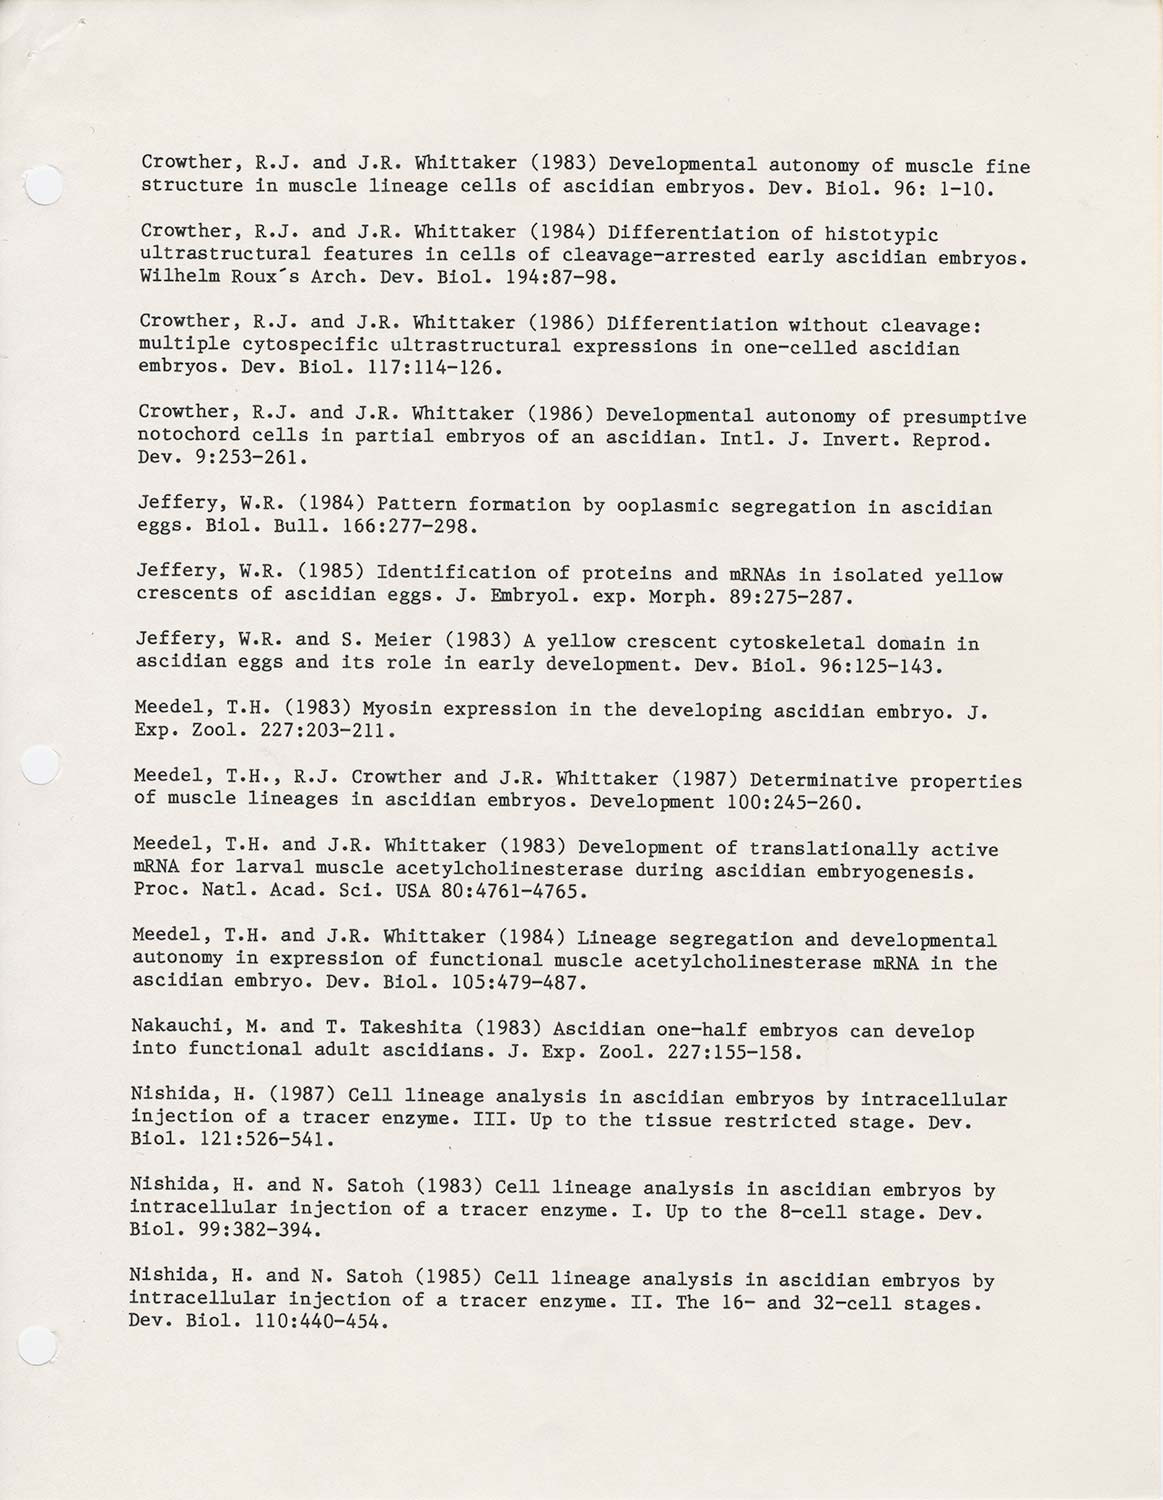 Crowther, R.J. and J.R. Whittaker (1983) Developmental autonomy of muscle fine
structure in muscle lineage cells of ascidian embryos. Dev. Biol. 96: 1-10.
Crowther, R.J. and J.R. Whittaker (1984) Differentiation of histotypic
ultrastructural features in cells of cleavage-arrested early ascidian embryos.
Wilhelm Roux´s Arch. Dev. Biol. 194:87-98.
Crowther, R.J. and J.R. Whittaker (1986) Differentiation without cleavage:
multiple cytospecific ultrastructural expressions in one-celled ascidian
embryos. Dev. Biol. 117:114-126.
Crowther, R.J. and J.R. Whittaker (1986) Developmental autonomy of presumptive
notochord cells in partial embryos of an ascidian. Intl. J. Invert. Reprod.
Dev. 9:253-261.
Jeffery, W.R. (1984) Pattern formation by ooplasmic segregation in ascidian
eggs. Biol. Bull. 166:277-298.
Jeffery, W.R. (1985) Identification of proteins and mRNAs in isolated yellow
crescents of ascidian eggs. J. Embryol. exp. Morph. 89:275-287.
Jeffery, W.R. and S. Meier (1983) A yellow crescent cytoskeletal domain in
ascidian eggs and its role in early development. Dev. Biol. 96:125-143.
Meedel, T.H. (1983) Myosin expression in the developing ascidian embryo. J.
Exp. Zool. 227:203-211.
Meedel, T.H., R.J. Crowther and J.R. Whittaker (1987) Determinative properties
of muscle lineages in ascidian embryos. Development 100:245-260.
Meedel, T.H. and J.R. Whittaker (1983) Development of translationally active
mRNA for larval muscle acetylcholinesterase during ascidian embryogenesis.
Proc. Natl. Acad. Sci. USA 80:4761-4765.
Meedel, T.H. and J.R. Whittaker (1984) Lineage segregation and developmental
autonomy in expression of functional muscle acetylcholinesterase mRNA in the
ascidian embryo. Dev. Biol. 105:479-487.
Nakauchi, M. and T. Takeshita (1983) Ascidian one-half embryos can develop
into functional adult ascidians. J. Exp. Zool. 227:155-158.
Nishida, H. (1987) Cell lineage analysis in ascidian embryos by intracellular
injection of a tracer enzyme. III. Up to the tissue restricted stage. Dev.
Biol. 121:526-541.
Nishida, H. and N. Satoh (1983) Cell lineage analysis in ascidian embryos by
intracellular injection of a tracer enzyme. I. Up to the 8-cell stage. Dev.
Biol. 99:382-394.
Nishida, H. and N. Satoh (1985) Cell lineage analysis in ascidian embryos by
intracellular injection of a tracer enzyme. II. The 16- and 32-cell stages.
Dev. Biol. 110:440-454.